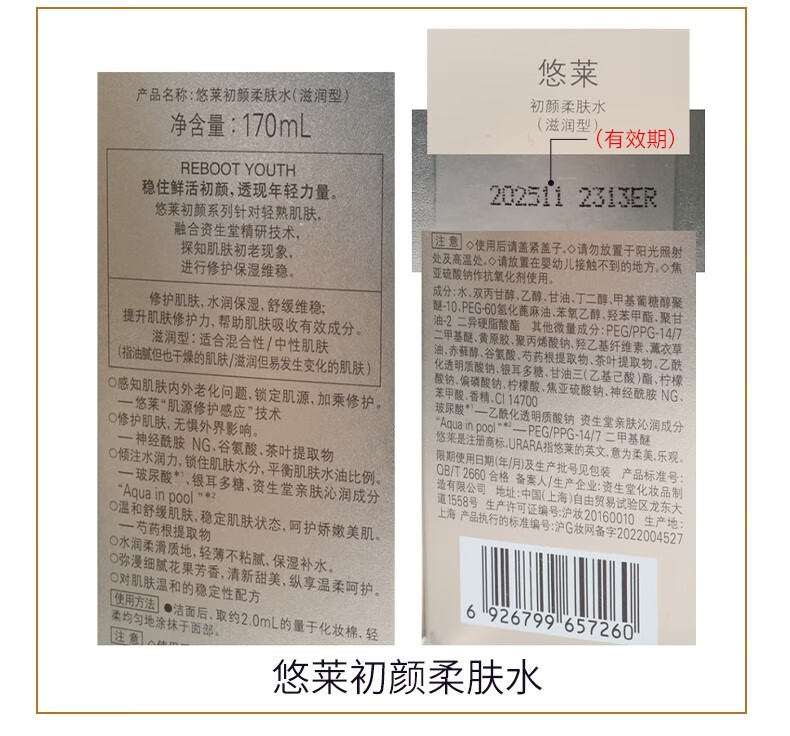 产品名称:悠莱初颜柔肤水(滋润型)
净含量:170mL
REBOOT YOUTH
稳住鲜活初颜,透现年轻力量。
悠莱初颜系列针对轻熟肌肤,
融合资生堂精研技术,
探知肌肤初老现象,
进行修护保湿维稳。
修护肌肤,水润保湿,舒缓维稳;
提升肌肤修护力,帮助肌肤吸收有效成分。
滋润型:适合混合性/中性肌肤
(指油腻但也干燥的肌肤/滋润但易发生变化的肌肤)
○感知肌肤内外老化问题,锁定肌源,加乘修护。
—悠莱“肌源修护感应”技术
○修护肌肤,无惧外界影响。
—神经酰胺 NG、谷氨酸、茶叶提取物
○倾注水润力,锁住肌肤水分,平衡肌肤水油比例。
—玻尿酸*¹、银耳多糖、资生堂亲肤沁润成分
“Aqua in pool”*²
○温和舒缓肌肤,稳定肌肤状态,呵护娇嫩美肌。
—芍药根提取物
○水润柔滑质地,轻薄不粘腻,保湿补水。
○弥漫细腻花果芳香,清新甜美,纵享温柔呵护。
○对肌肤温和的稳定性配方
使用方法 ●洁面后,取约2.0mL的量于化妆棉,轻
柔均匀地涂抹于面部。
注意
悠莱
初颜柔肤水
(滋润型)
(有效期)
202511 2313ER
注意 ◇使用后请盖紧盖子。◇请勿放置于阳光照射
处及高温处。◇请放置在婴幼儿接触不到的地方。◇焦
亚硫酸钠作抗氧化剂使用。
成分:水、双丙甘醇、乙醇、甘油、丁二醇、甲基葡糖醇聚
醚-10、PEG-60氢化蓖麻油、苯氧乙醇、羟苯甲酯、聚甘
油-2 二异硬脂酸酯 其他微量成分:PEG/PPG-14/7
二甲基醚、黄原胶、聚丙烯酸钠、羟乙基纤维素、薰衣草
油、赤藓醇、谷氨酸、芍药根提取物、茶叶提取物、乙酰
化透明质酸钠、银耳多糖、甘油三(乙基己酸)酯、柠檬
酸钠、偏磷酸钠、柠檬酸、焦亚硫酸钠、神经酰胺 NG、
苯甲酸、香精、CI 14700
玻尿酸*¹—乙酰化透明质酸钠 资生堂亲肤沁润成分
“Aqua in pool”*²—PEG/PPG-14/7 二甲基醚
悠莱是注册商标,URARA指悠莱的英文,意为柔美、乐观。
限期使用日期(年/月)及生产批号见包装 产品标准号:
QB/T 2660 合格 备案人/生产企业:资生堂化妆品制
造有限公司 地址:中国(上海)自由贸易试验区龙东大
道1558号 生产许可证编号:沪妆20160010 生产地:
上海 产品执行的标准编号:沪G妆网备字2022004527
6 926799 657260
悠莱初颜柔肤水